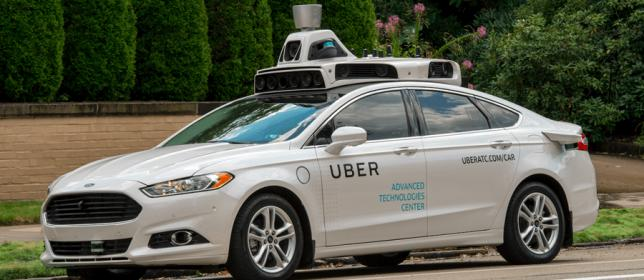 UBER
ADVANCED
TECHNOLOGIES
CENTER
UBERATC.COM/CAR